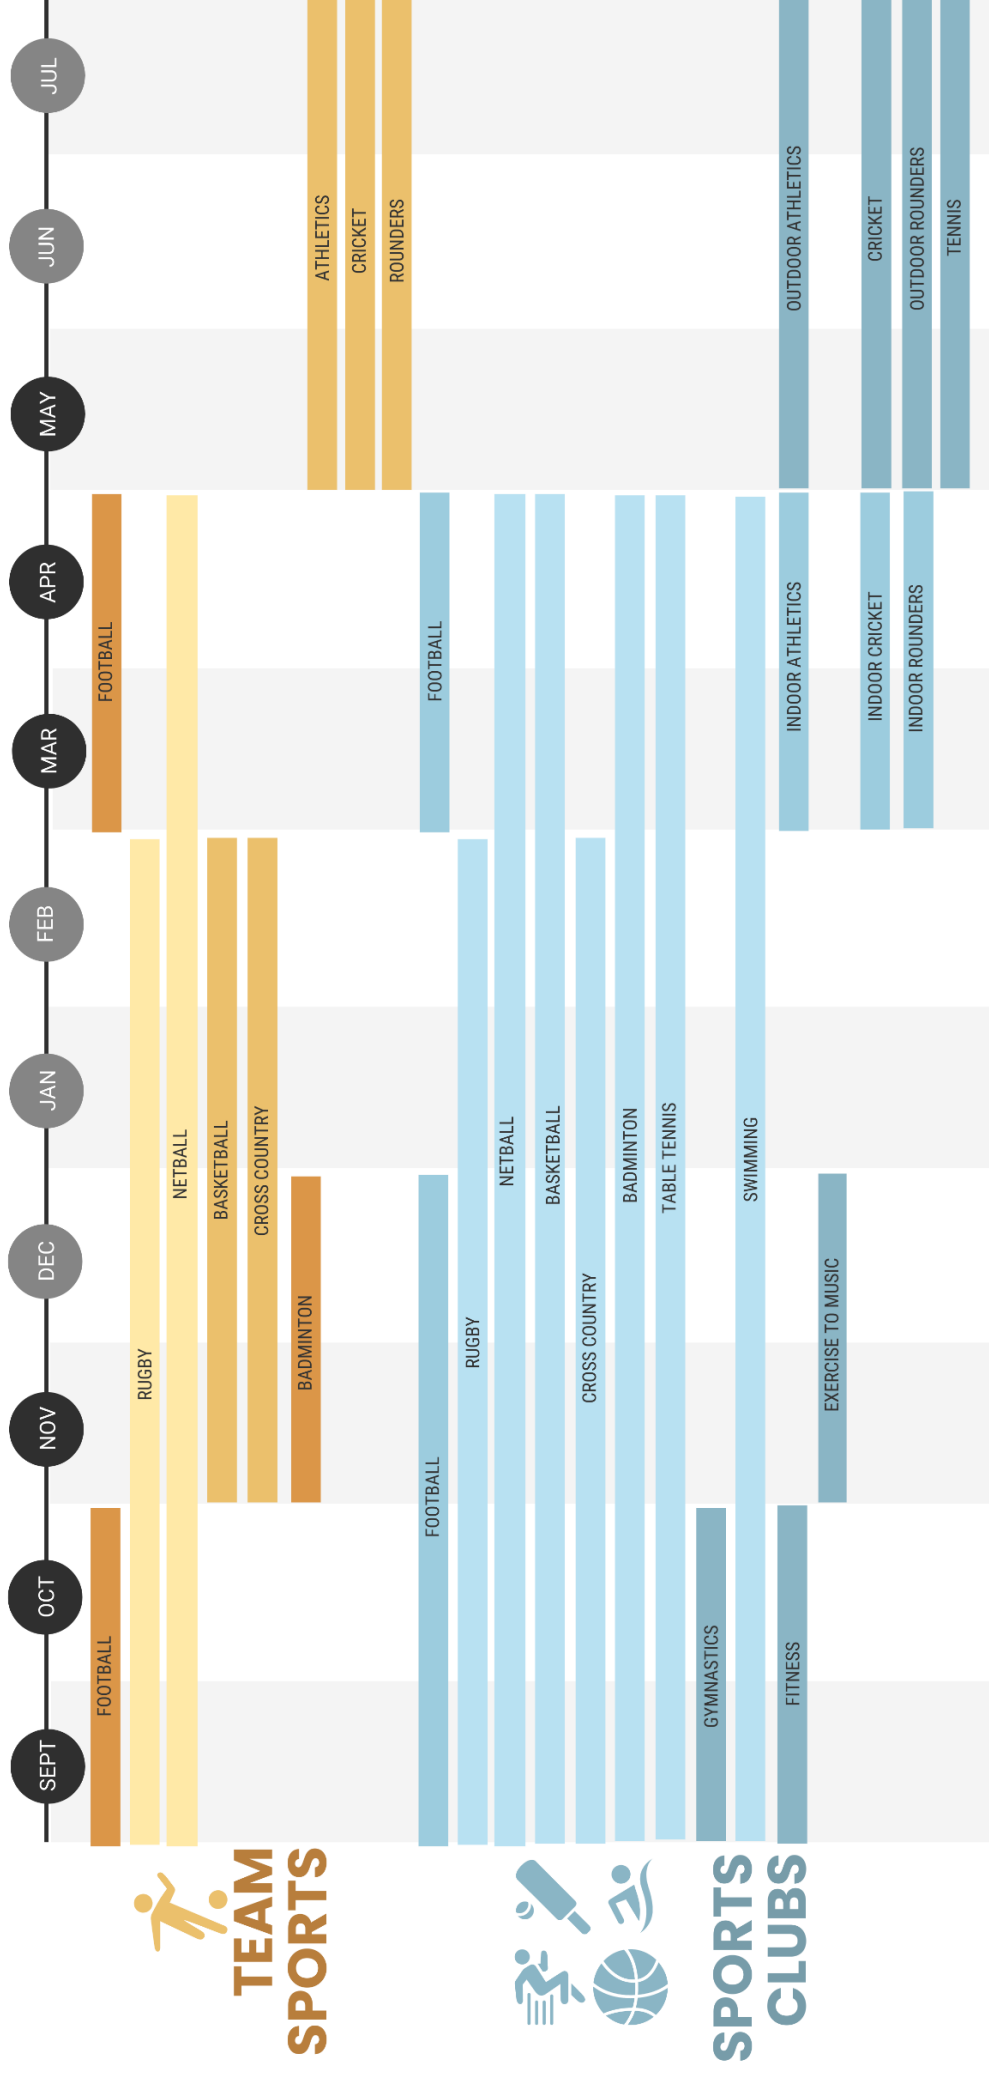 SEPT
OCT
NOV
DEC
JAN
FEB
MAR
APR
MAY
JUN
JUL
TEAM
SPORTS
FOOTBALL
FOOTBALL
RUGBY
NETBALL
BASKETBALL
CROSS COUNTRY
BADMINTON
ATHLETICS
CRICKET
ROUNDERS
SPORTS
CLUBS
FOOTBALL
FOOTBALL
RUGBY
NETBALL
BASKETBALL
CROSS COUNTRY
BADMINTON
TABLE TENNIS
GYMNASTICS
SWIMMING
FITNESS
INDOOR ATHLETICS
OUTDOOR ATHLETICS
EXERCISE TO MUSIC
INDOOR CRICKET
CRICKET
INDOOR ROUNDERS
OUTDOOR ROUNDERS
TENNIS